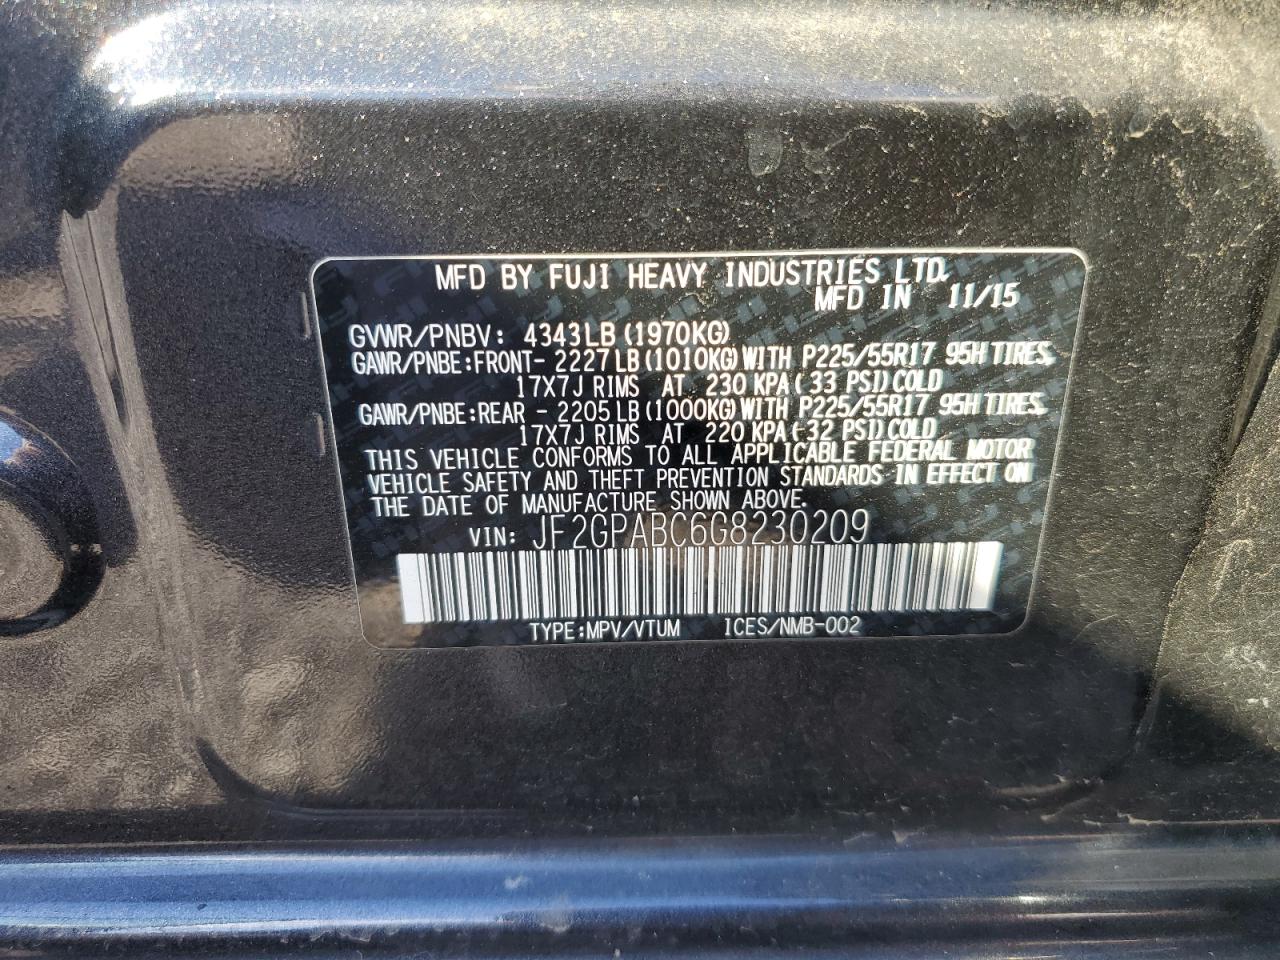 MFD BY FUJI HEAVY INDUSTRIES LTD.
MFD IN 11/15
GVWR/PNBV: 4343LB (1970KG)
GAWR/PNBE:FRONT- 2227LB(1010KG)WITH P225/55R17 95H TIRES,
17X7J RIMS AT 230 KPA( 33 PSI)COLD
GAWR/PNBE:REAR - 2205LB(1000KG)WITH P225/55R17 95H TIRES,
17X7J RIMS AT 220 KPA( 32 PSI)COLD.
THIS VEHICLE CONFORMS TO ALL APPLICABLE FEDERAL MOTOR
VEHICLE SAFETY AND THEFT PREVENTION STANDARDS IN EFFECT ON
THE DATE OF MANUFACTURE SHOWN ABOVE.
VIN: JF2GPABC6G8230209
TYPE:MPV/VTUM ICES/NMB-002